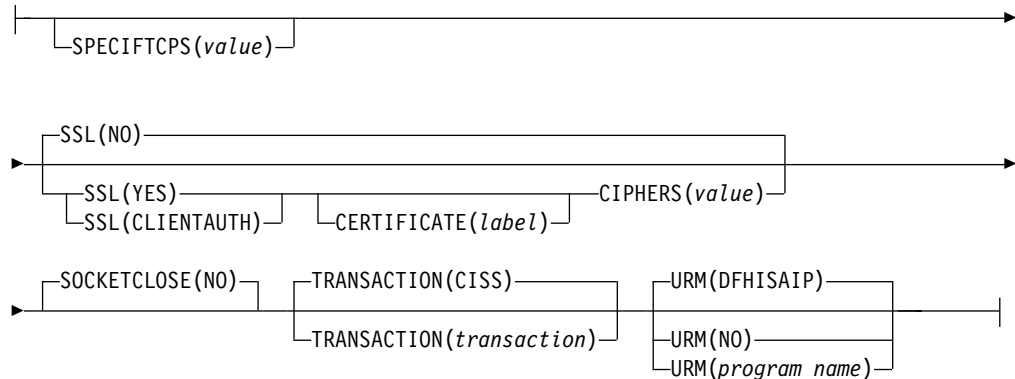 SPECIFTCPS(value)
SSL(NO)
SSL(YES) CIPHERS(value)
SSL(CLIENTAUTH) CERTIFICATE(label)
SOCKETCLOSE(NO) TRANSACTION(CISS) URM(DFHISAIP)
TRANSACTION(transaction) URM(NO)
URM(program name)